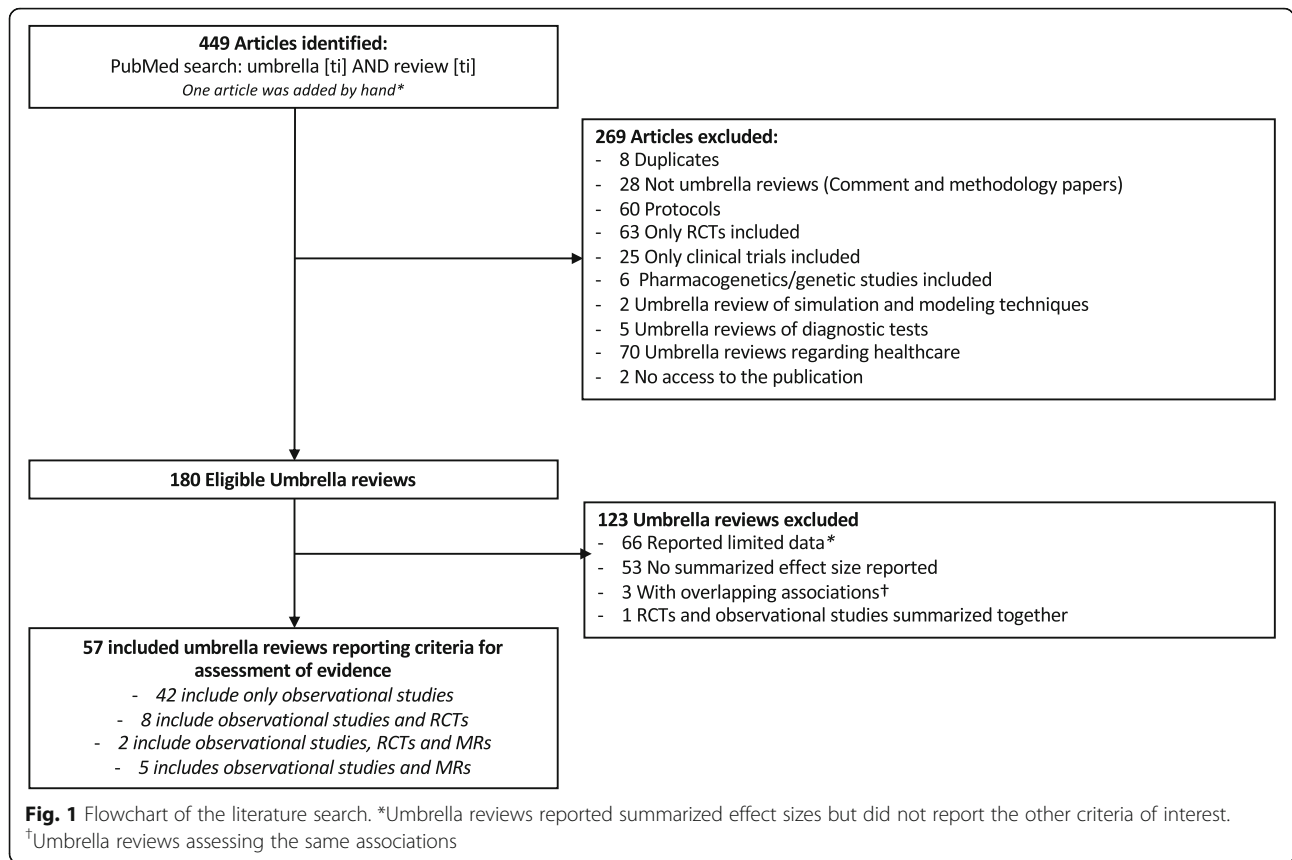 449 Articles identified:
PubMed search: umbrella [ti] AND review [ti]
One article was added by hand*
269 Articles excluded:
- 8 Duplicates
- 28 Not umbrella reviews (Comment and methodology papers)
- 60 Protocols
- 63 Only RCTs included
- 25 Only clinical trials included
- 6 Pharmacogenetics/genetic studies included
- 2 Umbrella review of simulation and modeling techniques
- 5 Umbrella reviews of diagnostic tests
- 70 Umbrella reviews regarding healthcare
- 2 No access to the publication
180 Eligible Umbrella reviews
123 Umbrella reviews excluded
- 66 Reported limited data*
- 53 No summarized effect size reported
- 3 With overlapping associations†
- 1 RCTs and observational studies summarized together
57 included umbrella reviews reporting criteria for
assessment of evidence
- 42 include only observational studies
- 8 include observational studies and RCTs
- 2 include observational studies, RCTs and MRs
- 5 includes observational studies and MRs
Fig. 1 Flowchart of the literature search. *Umbrella reviews reported summarized effect sizes but did not report the other criteria of interest.
†Umbrella reviews assessing the same associations